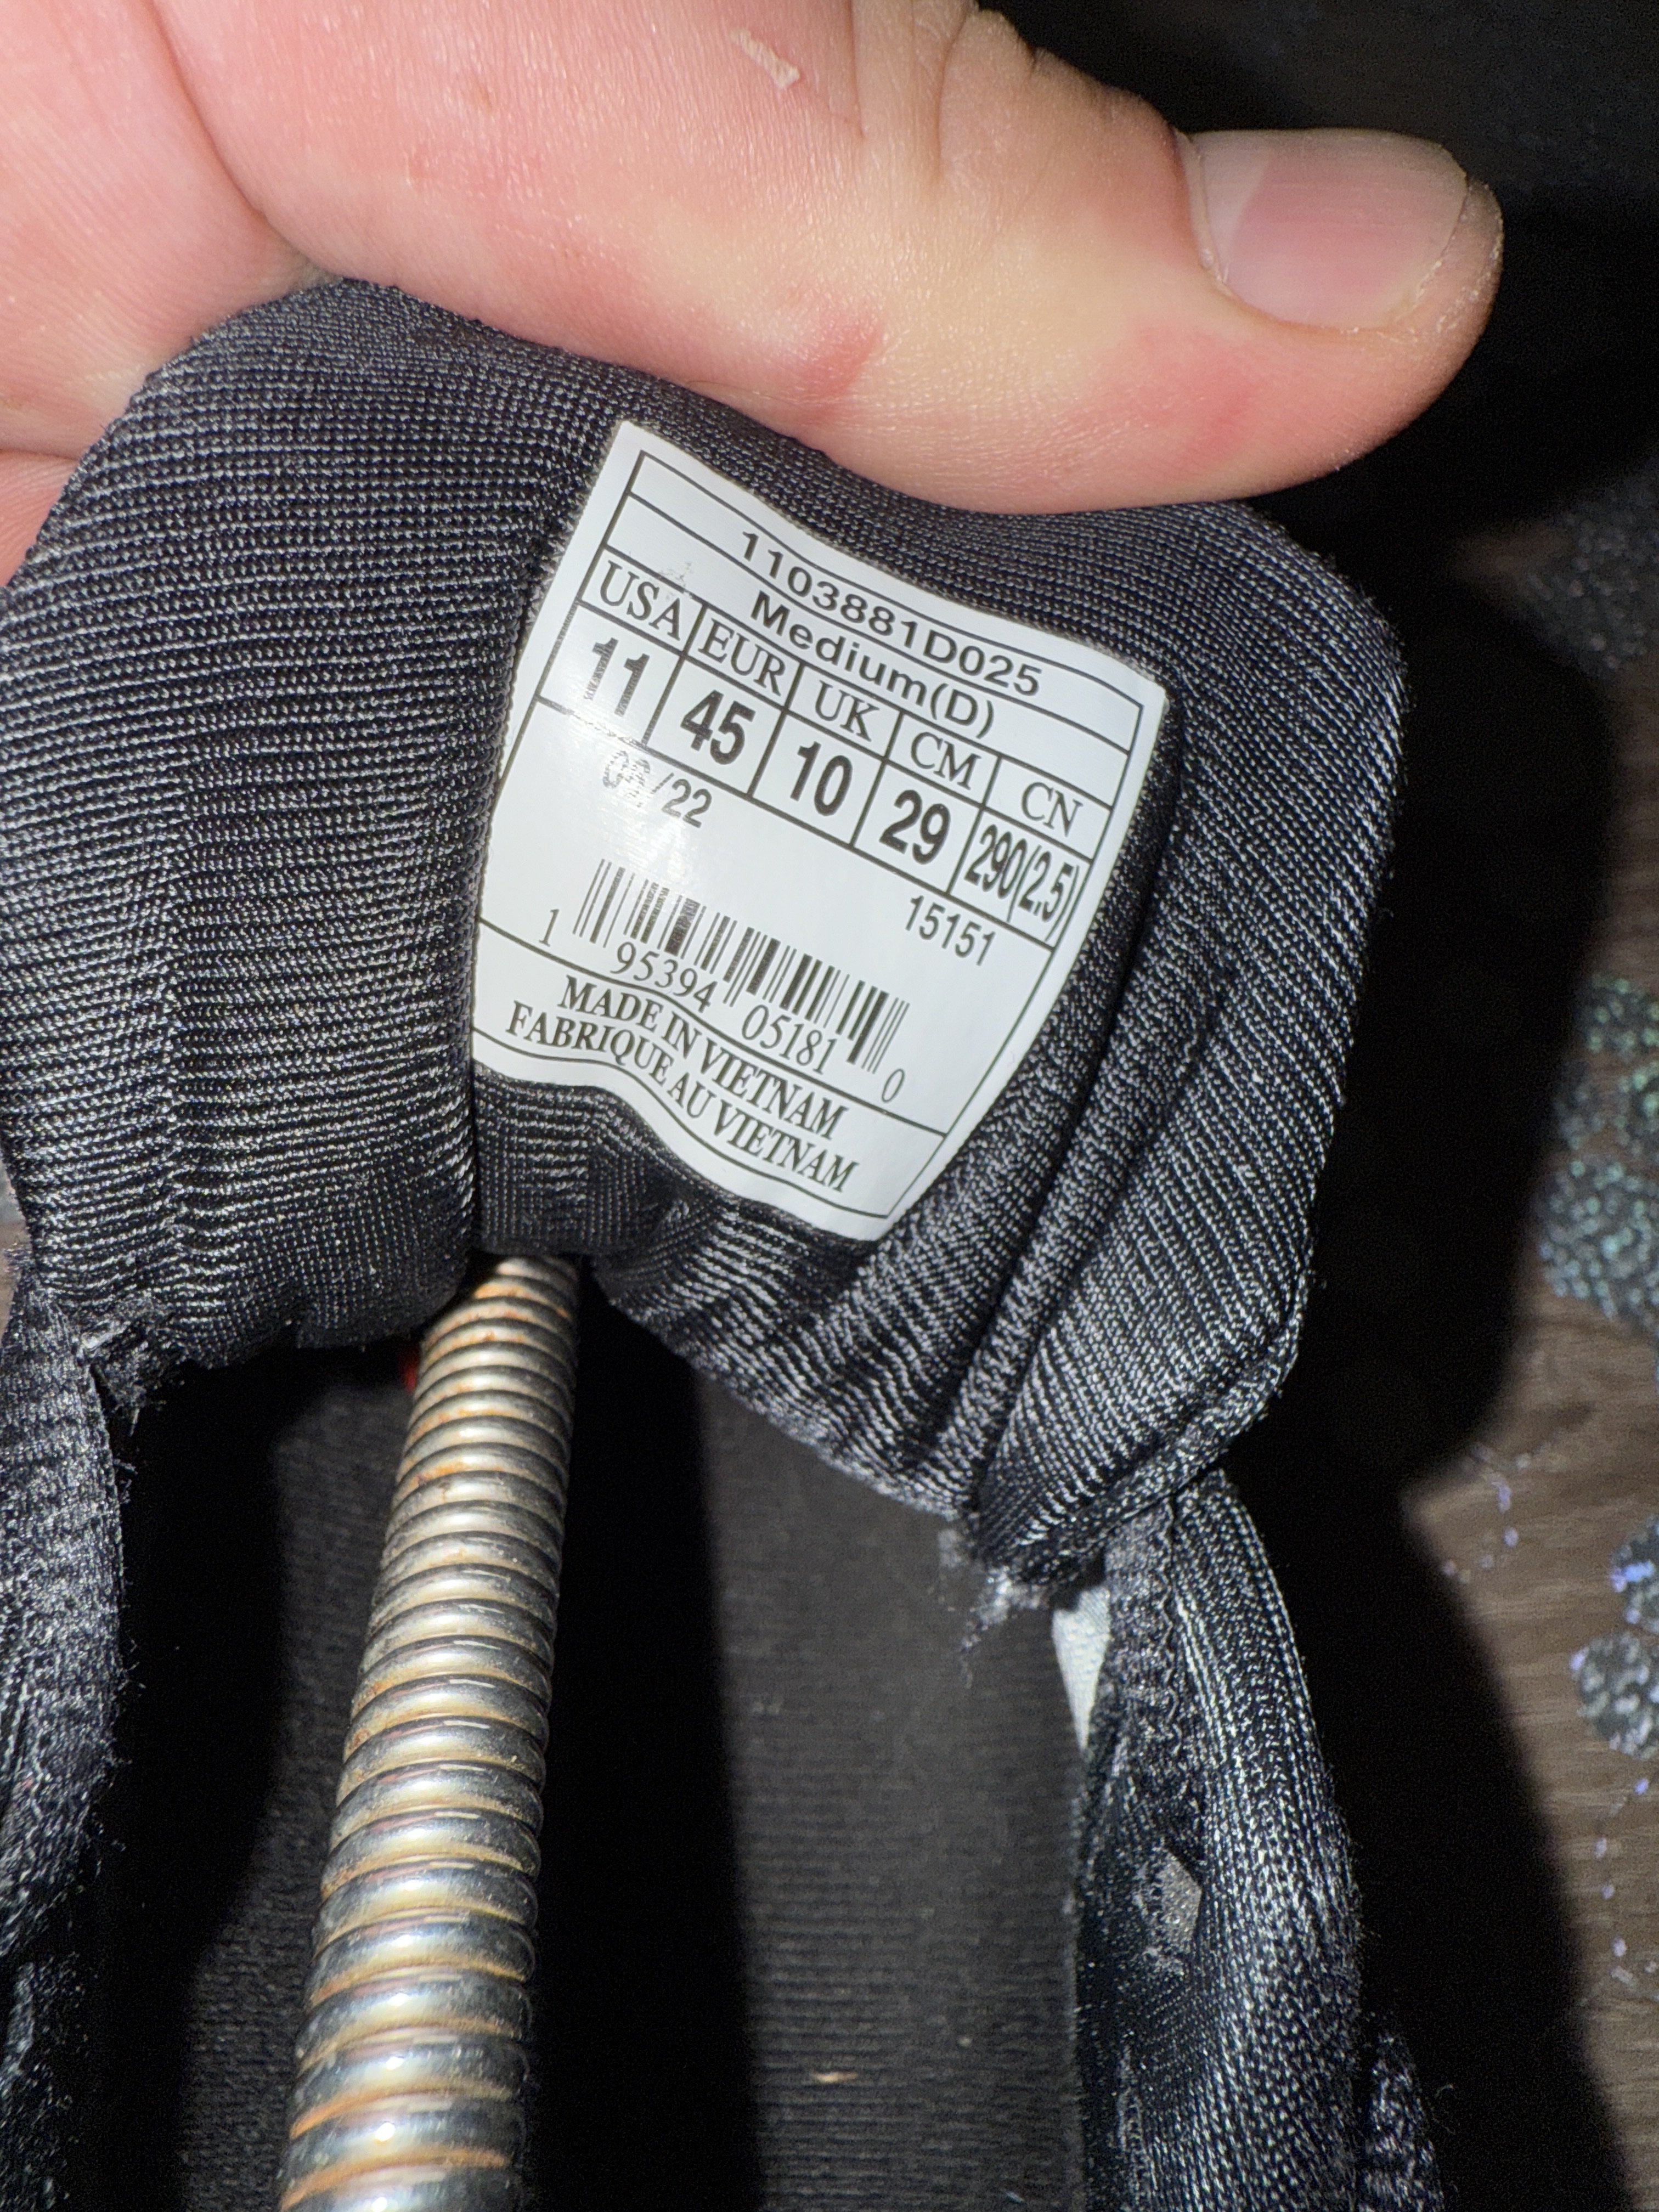 1103881D025
Medium(D)
USA EUR UK CM CN
11 45 10 29 290(2.5)
/22 15151
1 95394 05181 0
MADE IN VIETNAM
FABRIQUE AU VIETNAM